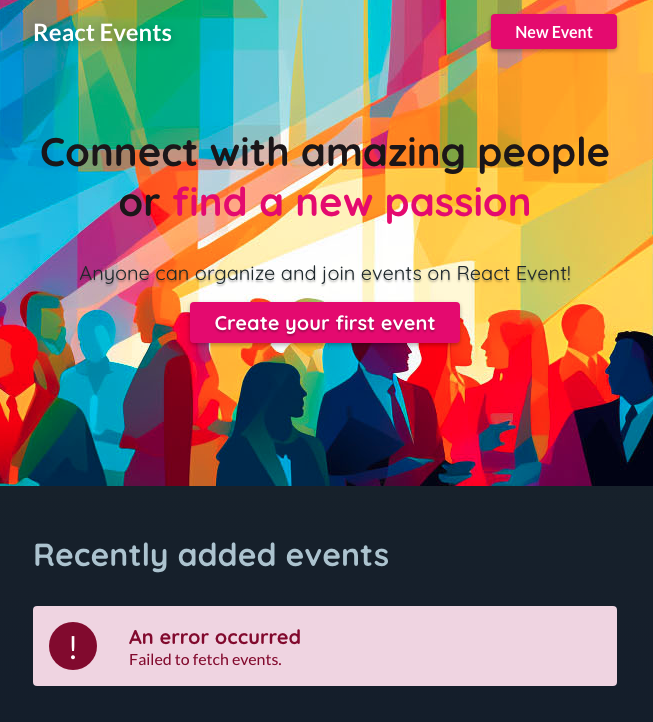 React Events
New Event
Connect with amazing people
or find a new passion
Anyone can organize and join events on React Event!
Create your first event
Recently added events
!
An error occurred
Failed to fetch events.